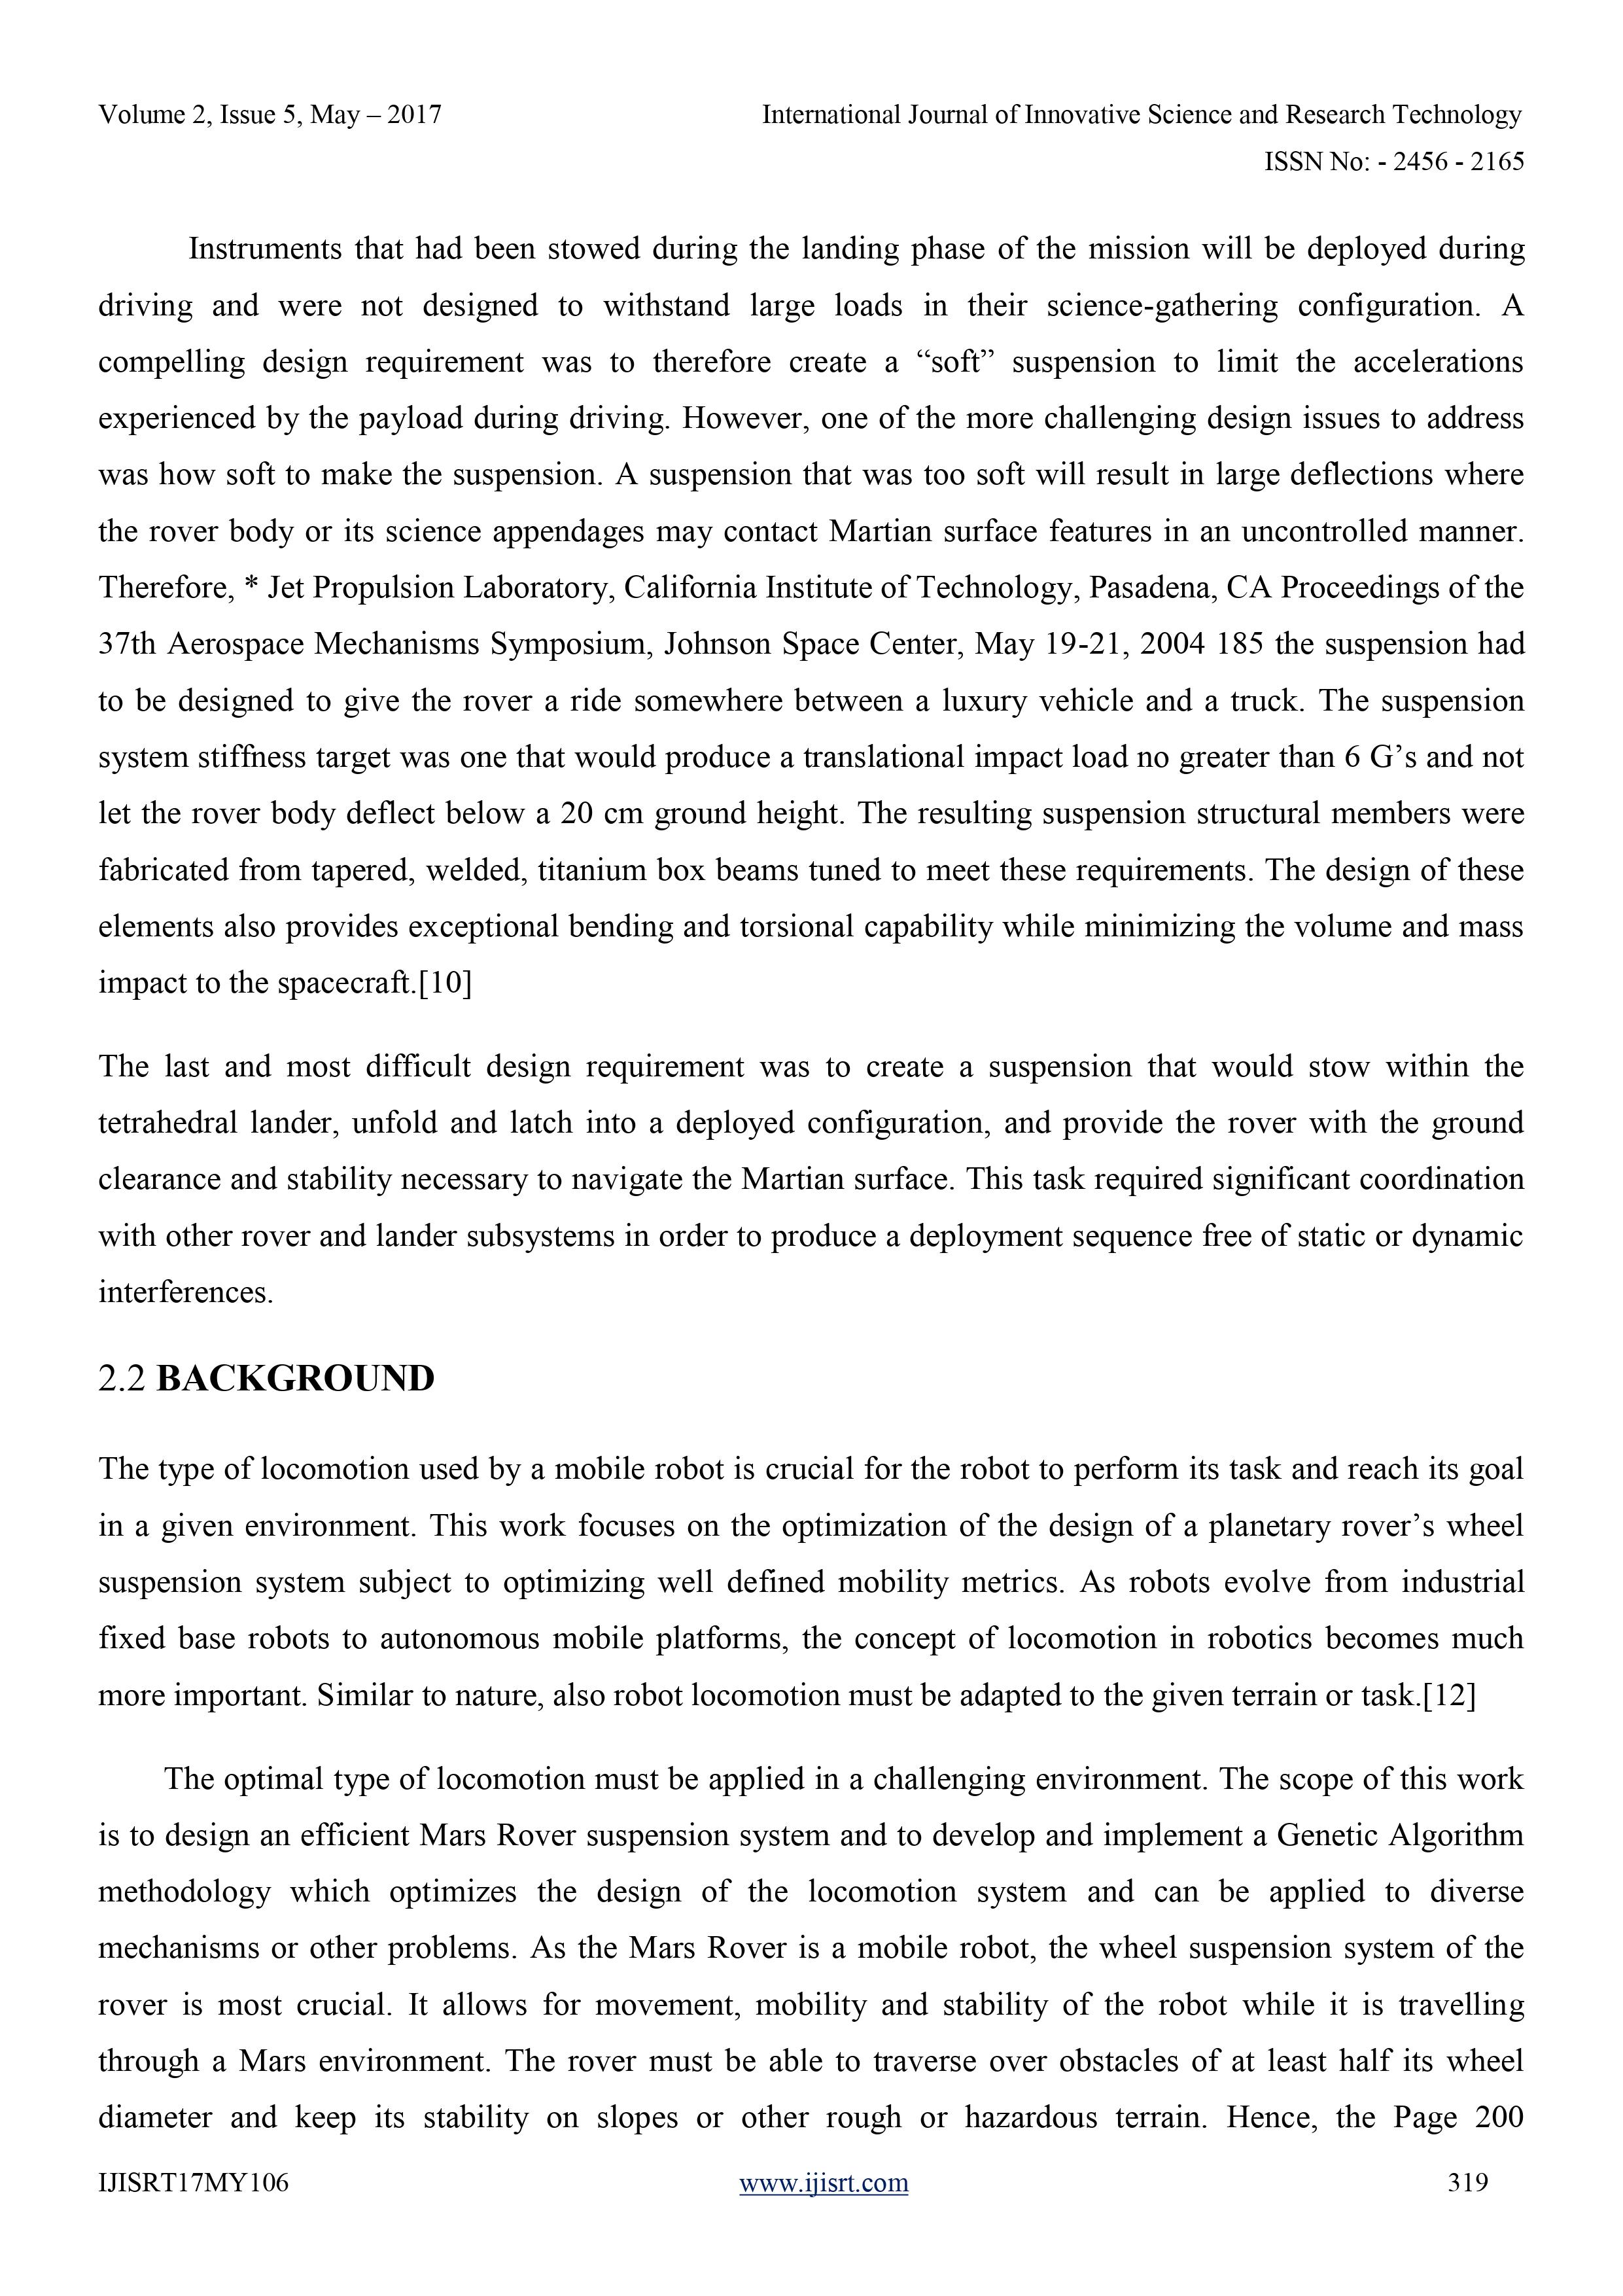 Volume 2, Issue 5, May – 2017 International Journal of Innovative Science and Research Technology
ISSN No: - 2456 - 2165
Instruments that had been stowed during the landing phase of the mission will be deployed during
driving and were not designed to withstand large loads in their science-gathering configuration. A
compelling design requirement was to therefore create a “soft” suspension to limit the accelerations
experienced by the payload during driving. However, one of the more challenging design issues to address
was how soft to make the suspension. A suspension that was too soft will result in large deflections where
the rover body or its science appendages may contact Martian surface features in an uncontrolled manner.
Therefore, * Jet Propulsion Laboratory, California Institute of Technology, Pasadena, CA Proceedings of the
37th Aerospace Mechanisms Symposium, Johnson Space Center, May 19-21, 2004 185 the suspension had
to be designed to give the rover a ride somewhere between a luxury vehicle and a truck. The suspension
system stiffness target was one that would produce a translational impact load no greater than 6 G’s and not
let the rover body deflect below a 20 cm ground height. The resulting suspension structural members were
fabricated from tapered, welded, titanium box beams tuned to meet these requirements. The design of these
elements also provides exceptional bending and torsional capability while minimizing the volume and mass
impact to the spacecraft.[10]
The last and most difficult design requirement was to create a suspension that would stow within the
tetrahedral lander, unfold and latch into a deployed configuration, and provide the rover with the ground
clearance and stability necessary to navigate the Martian surface. This task required significant coordination
with other rover and lander subsystems in order to produce a deployment sequence free of static or dynamic
interferences.
2.2 BACKGROUND
The type of locomotion used by a mobile robot is crucial for the robot to perform its task and reach its goal
in a given environment. This work focuses on the optimization of the design of a planetary rover’s wheel
suspension system subject to optimizing well defined mobility metrics. As robots evolve from industrial
fixed base robots to autonomous mobile platforms, the concept of locomotion in robotics becomes much
more important. Similar to nature, also robot locomotion must be adapted to the given terrain or task.[12]
The optimal type of locomotion must be applied in a challenging environment. The scope of this work
is to design an efficient Mars Rover suspension system and to develop and implement a Genetic Algorithm
methodology which optimizes the design of the locomotion system and can be applied to diverse
mechanisms or other problems. As the Mars Rover is a mobile robot, the wheel suspension system of the
rover is most crucial. It allows for movement, mobility and stability of the robot while it is travelling
through a Mars environment. The rover must be able to traverse over obstacles of at least half its wheel
diameter and keep its stability on slopes or other rough or hazardous terrain. Hence, the Page 200
IJISRT17MY106 www.ijisrt.com 319